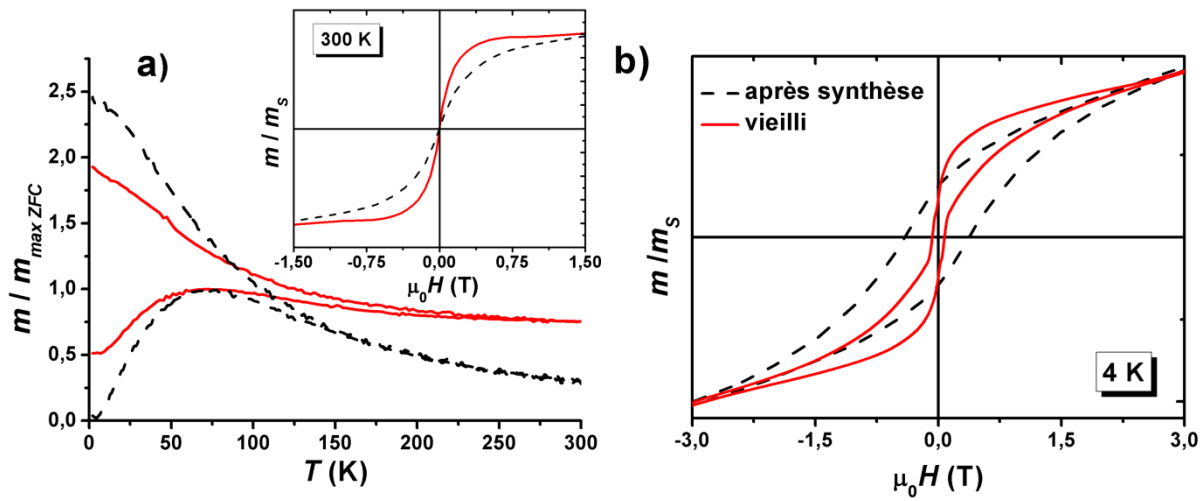 a)
m / m max ZFC
2,5
2,0
1,5
1,0
0,5
0,0
0 50 100 150 200 250 300
T (K)
300 K
m / mS
-1,50 -0,75 0,00 0,75 1,50
μ0H (T)
b)
après synthèse
vieilli
m/mS
4 K
-3,0 -1,5 0,0 1,5 3,0
μ0H (T)